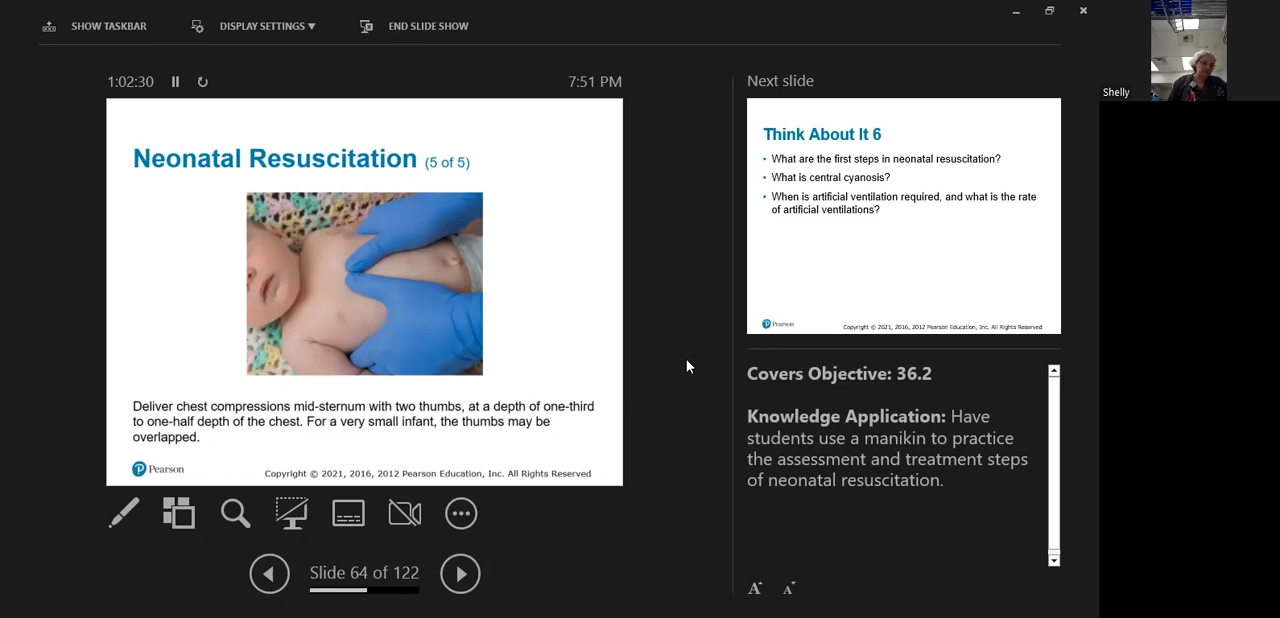 SHOW TASKBAR
DISPLAY SETTINGS ▼
END SLIDE SHOW
1:02:30
7:51 PM
Neonatal Resuscitation (5 of 5)
Deliver chest compressions mid-sternum with two thumbs, at a depth of one-third
to one-half depth of the chest. For a very small infant, the thumbs may be
overlapped.
Pearson
Copyright © 2021, 2016, 2012 Pearson Education, Inc. All Rights Reserved
Slide 64 of 122
Next slide
Think About It 6
• What are the first steps in neonatal resuscitation?
• What is central cyanosis?
• When is artificial ventilation required, and what is the rate
of artificial ventilations?
Pearson
Copyright © 2021, 2016, 2012 Pearson Education, Inc. All Rights Reserved
Covers Objective: 36.2
Knowledge Application: Have
students use a manikin to practice
the assessment and treatment steps
of neonatal resuscitation.
A A
Shelly